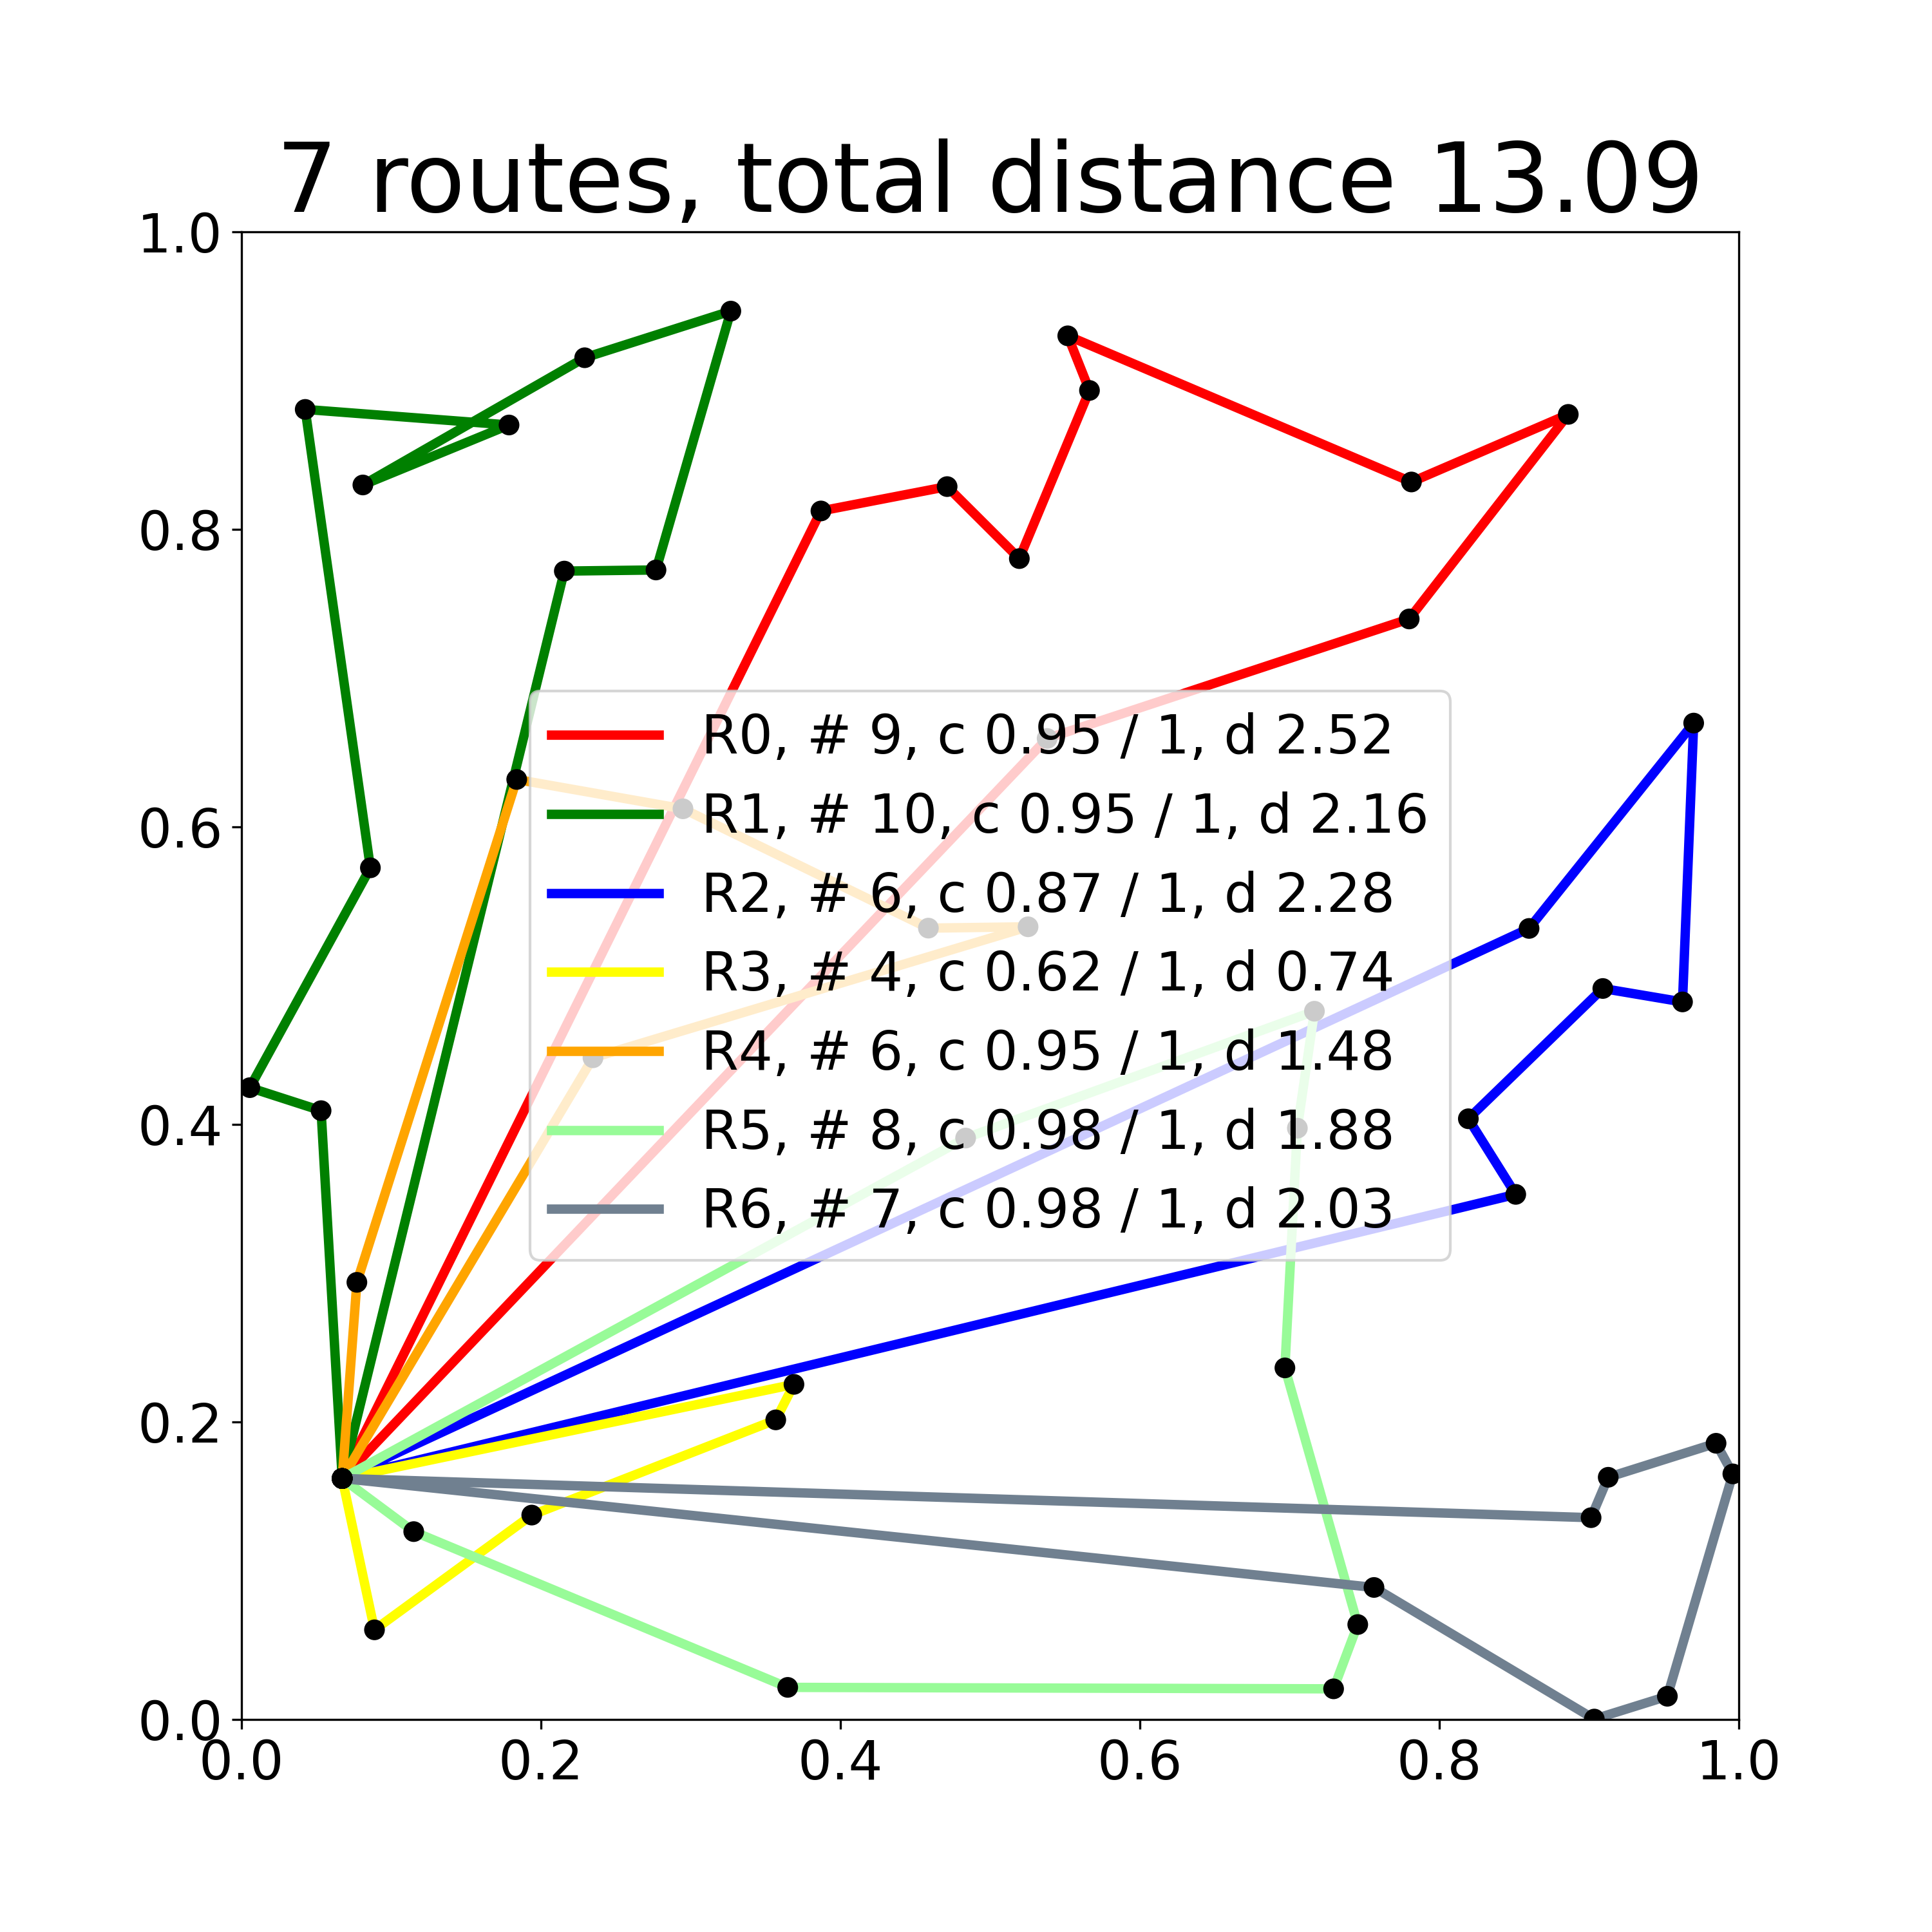 7 routes, total distance 13.09
1.0
0.8
0.6
0.4
0.2
0.0
R0, # 9, c 0.95 / 1, d 2.52
R1, # 10, c 0.95 / 1, d 2.16
R2, # 6, c 0.87 / 1, d 2.28
R3, # 4, c 0.62 / 1, d 0.74
R4, # 6, c 0.95 / 1, d 1.48
R5, # 8, c 0.98 / 1, d 1.88
R6, # 7, c 0.98 / 1, d 2.03
0.0 0.2 0.4 0.6 0.8 1.0